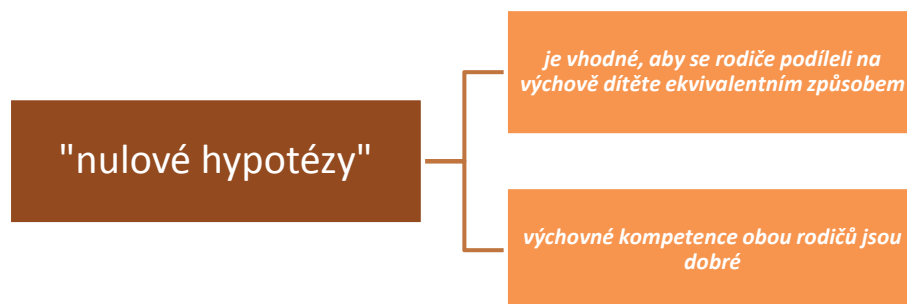 "nulové hypotézy"
je vhodné, aby se rodiče podíleli na
výchově dítěte ekvivalentním způsobem
výchovné kompetence obou rodičů jsou
dobré